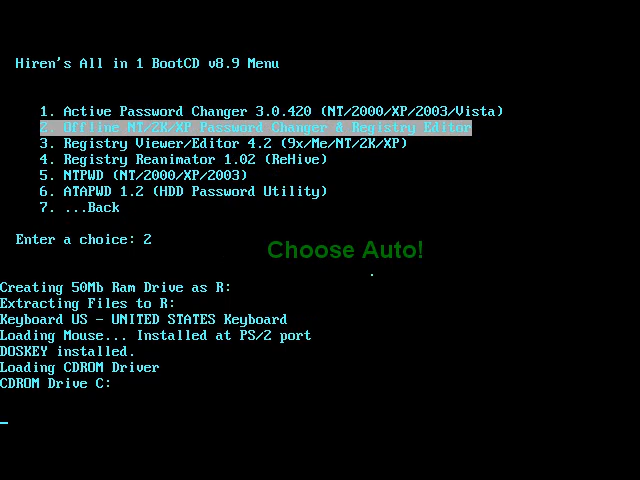 Hiren's All in 1 BootCD v8.9 Menu
1. Active Password Changer 3.0.420 (NT/2000/XP/2003/Vista)
2. Offline NT/2K/XP Password Changer & Registry Editor
3. Registry Viewer/Editor 4.2 (9x/Me/NT/2K/XP)
4. Registry Reanimator 1.02 (ReHive)
5. NTPWD (NT/2000/XP/2003)
6. ATAPWD 1.2 (HDD Password Utility)
7. ...Back
Enter a choice: 2
Choose Auto!
Creating 50Mb Ram Drive as R:
Extracting Files to R:
Keyboard US - UNITED STATES Keyboard
Loading Mouse... Installed at PS/2 port
DOSKEY installed.
Loading CDROM Driver
CDROM Drive C: